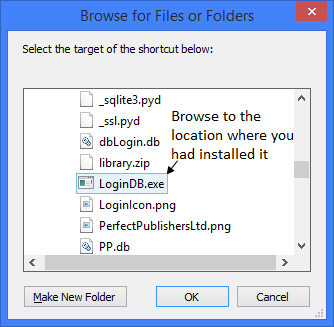 Browse for Files or Folders
Select the target of the shortcut below:
_sqlite3.pyd
_ssl.pyd
dbLogin.db
library.zip
LoginDB.exe
LoginIcon.png
PerfectPublishersLtd.png
PP.db
Browse to the
location where you
had installed it
Make New Folder
OK
Cancel